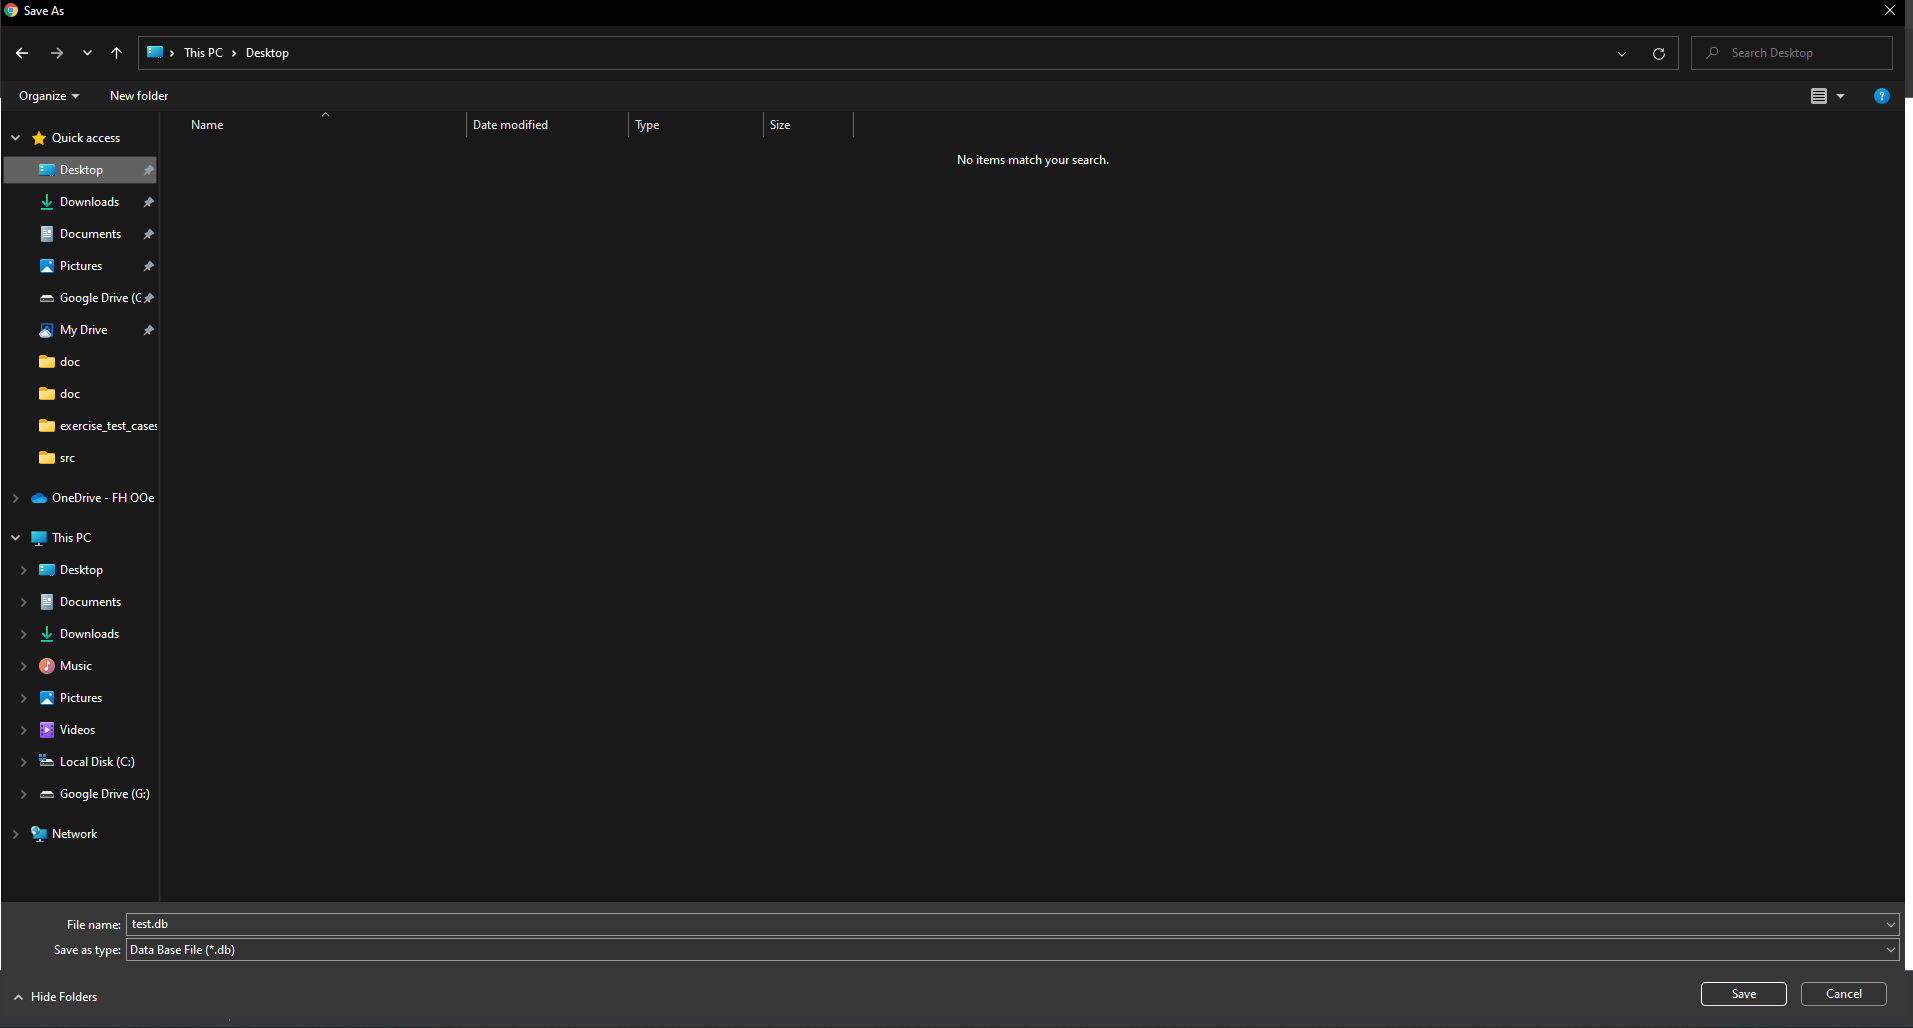 Save As
This PC Desktop
Search Desktop
Organize New folder
Name Date modified Type Size
No items match your search.
Quick access
Desktop
Downloads
Documents
Pictures
Google Drive (G
My Drive
doc
doc
exercise_test_cases
src
OneDrive - FH OOe
This PC
Desktop
Documents
Downloads
Music
Pictures
Videos
Local Disk (C:)
Google Drive (G:)
Network
File name: test.db
Save as type: Data Base File (*.db)
Hide Folders
Save Cancel